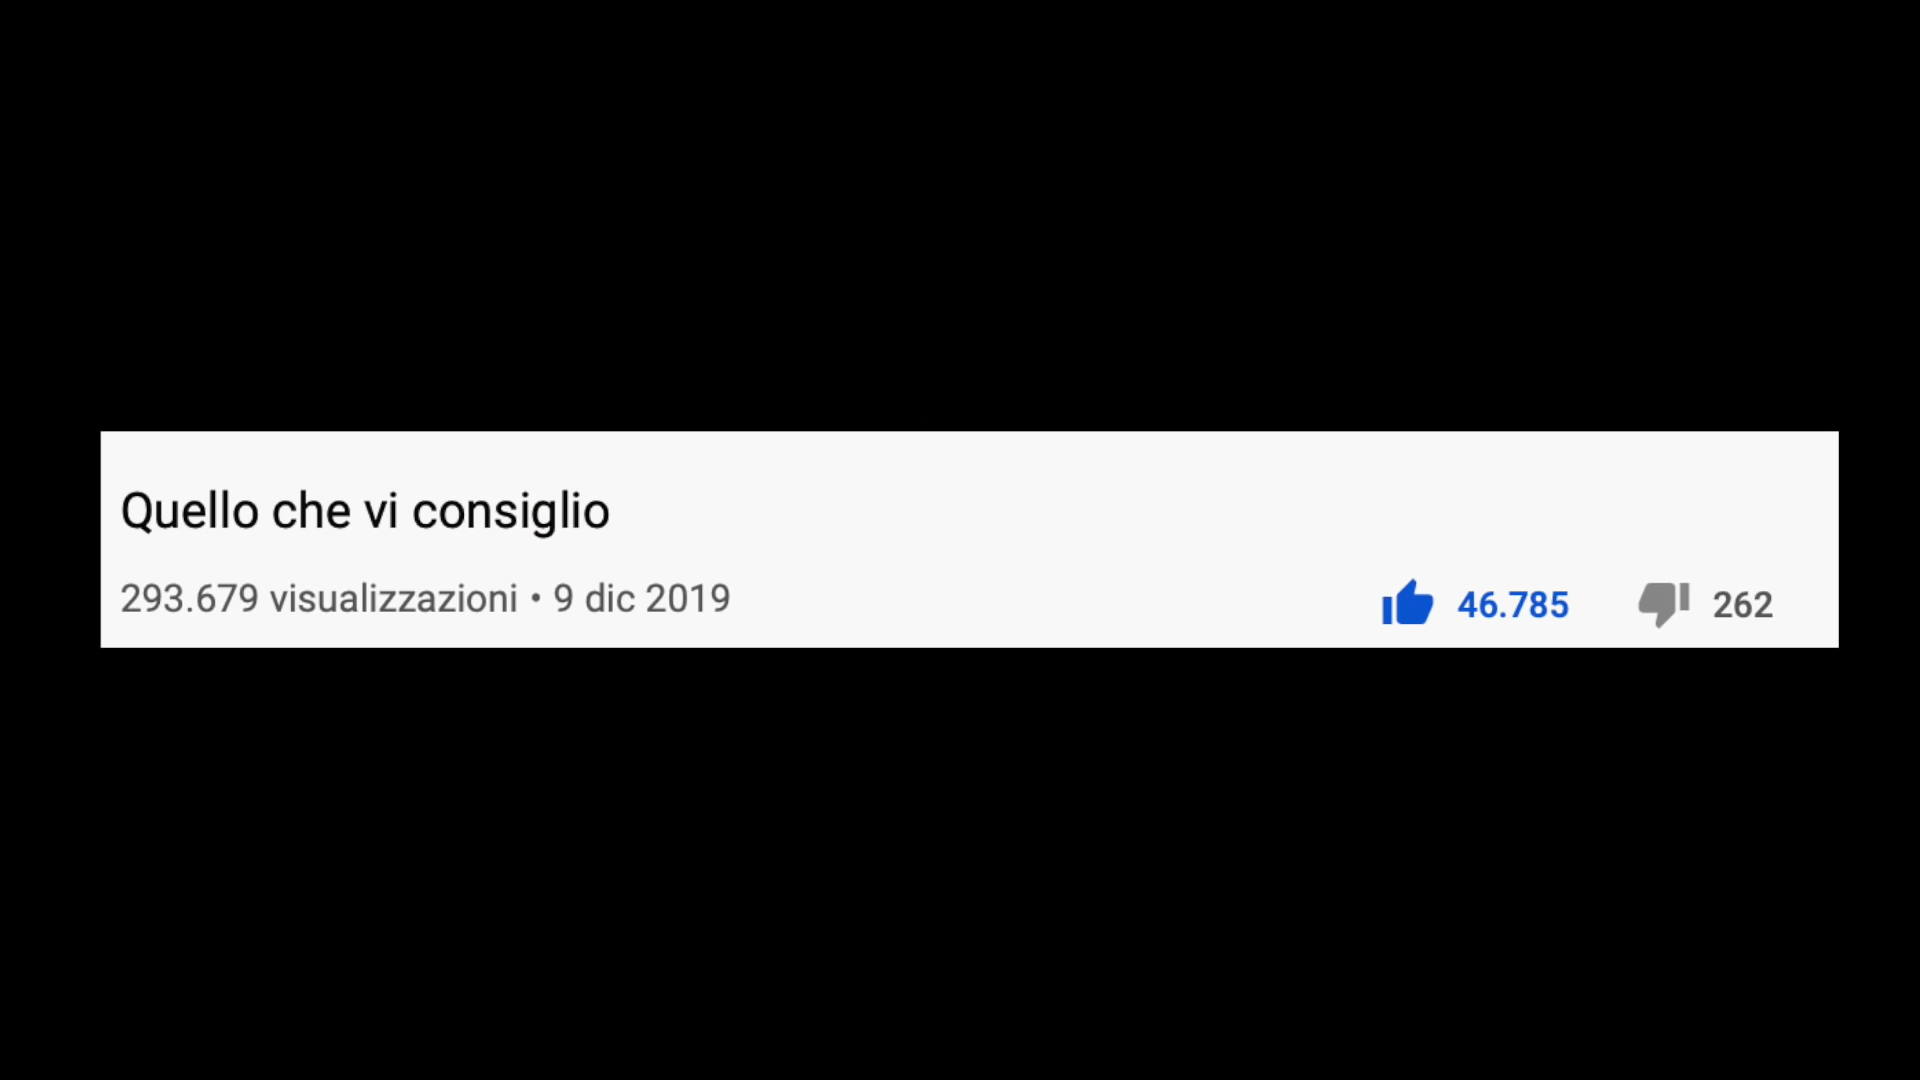 Quello che vi consiglio
293.679 visualizzazioni • 9 dic 2019
46.785
262